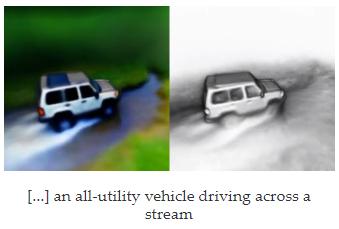 [...] an all-utility vehicle driving across a
stream